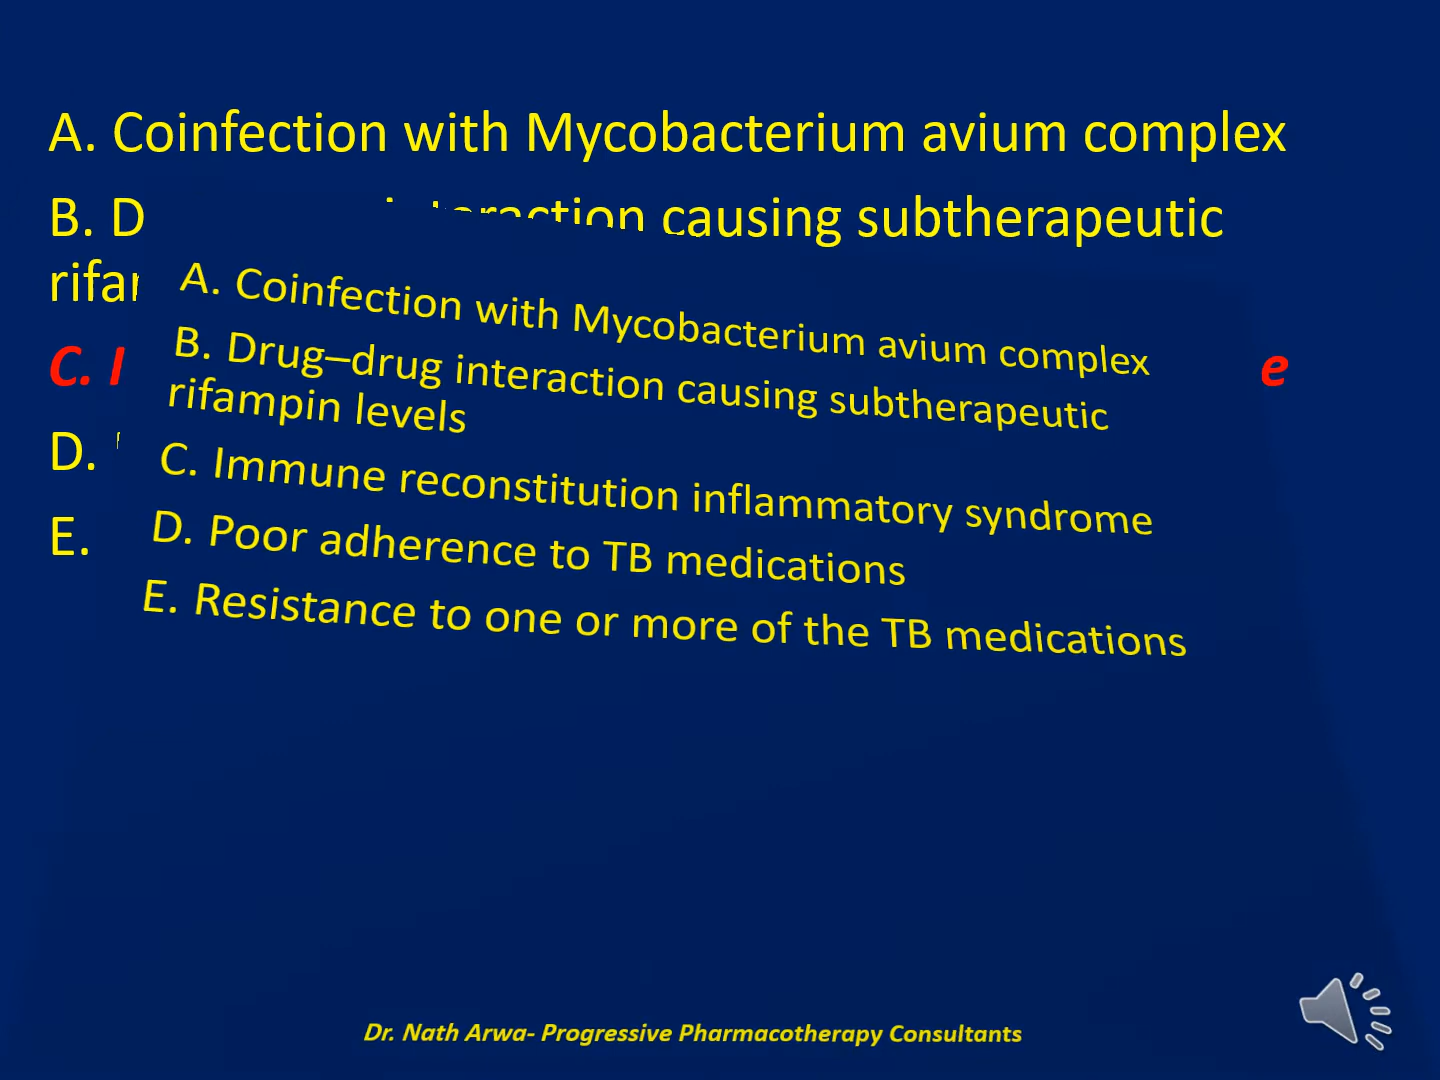 A. Coinfection with Mycobacterium avium complex
B. D interaction causing subtherapeutic
C. I e
D.
E.
A. Coinfection with Mycobacterium avium complex
B. Drug–drug interaction causing subtherapeutic
rifampin levels
C. Immune reconstitution inflammatory syndrome
D. Poor adherence to TB medications
E. Resistance to one or more of the TB medications
Dr. Nath Arwa- Progressive Pharmacotherapy Consultants